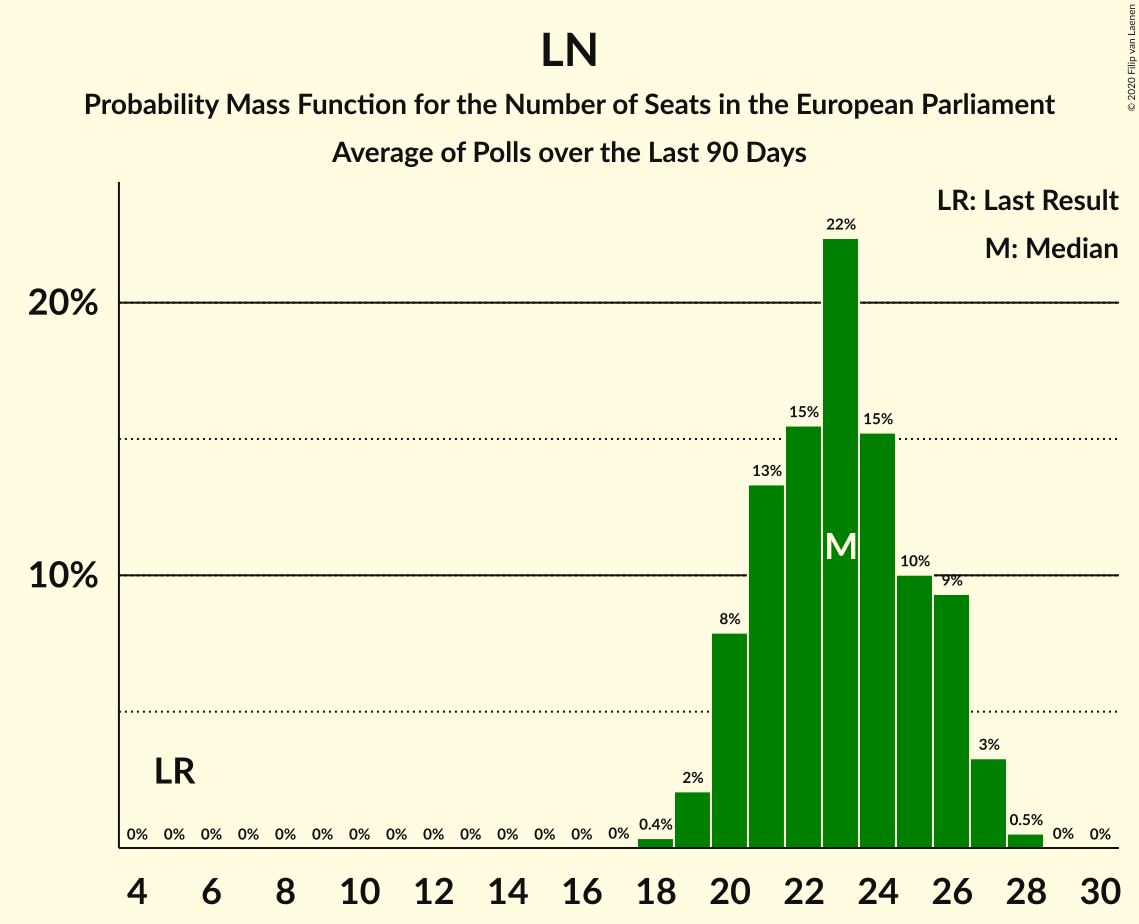 LN
Probability Mass Function for the Number of Seats in the European Parliament
Average of Polls over the Last 90 Days
© 2020 Filip van Laenen
LR: Last Result
M: Median
22%
20%
15% 15%
13%
M
10% 10% 9%
8%
LR
3%
2%
0% 0% 0% 0% 0% 0% 0% 0% 0% 0% 0% 0% 0% 0% 0.4% 0.5% 0% 0%
4 6 8 10 12 14 16 18 20 22 24 26 28 30